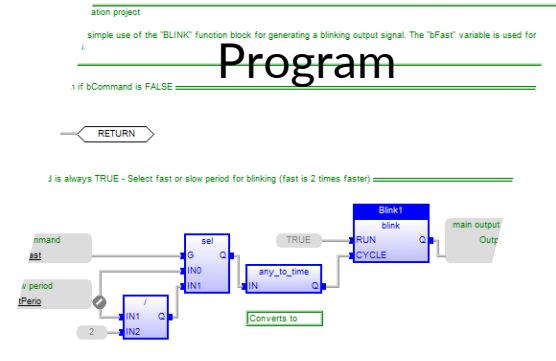 ation project
simple use of the "BLINK" function block for generating a blinking output signal. The "bFast" variable is used for
Program
if bCommand is FALSE
RETURN
is always TRUE - Select fast or slow period for blinking (fast is 2 times faster)
Blink1
blink
RUN Q
CYCLE
TRUE
main output
Outp
nmand
ast
sel
G Q
IN0
IN1
any_to_time
IN Q
period
tPerio
/
IN1 Q
IN2
2
Converts to